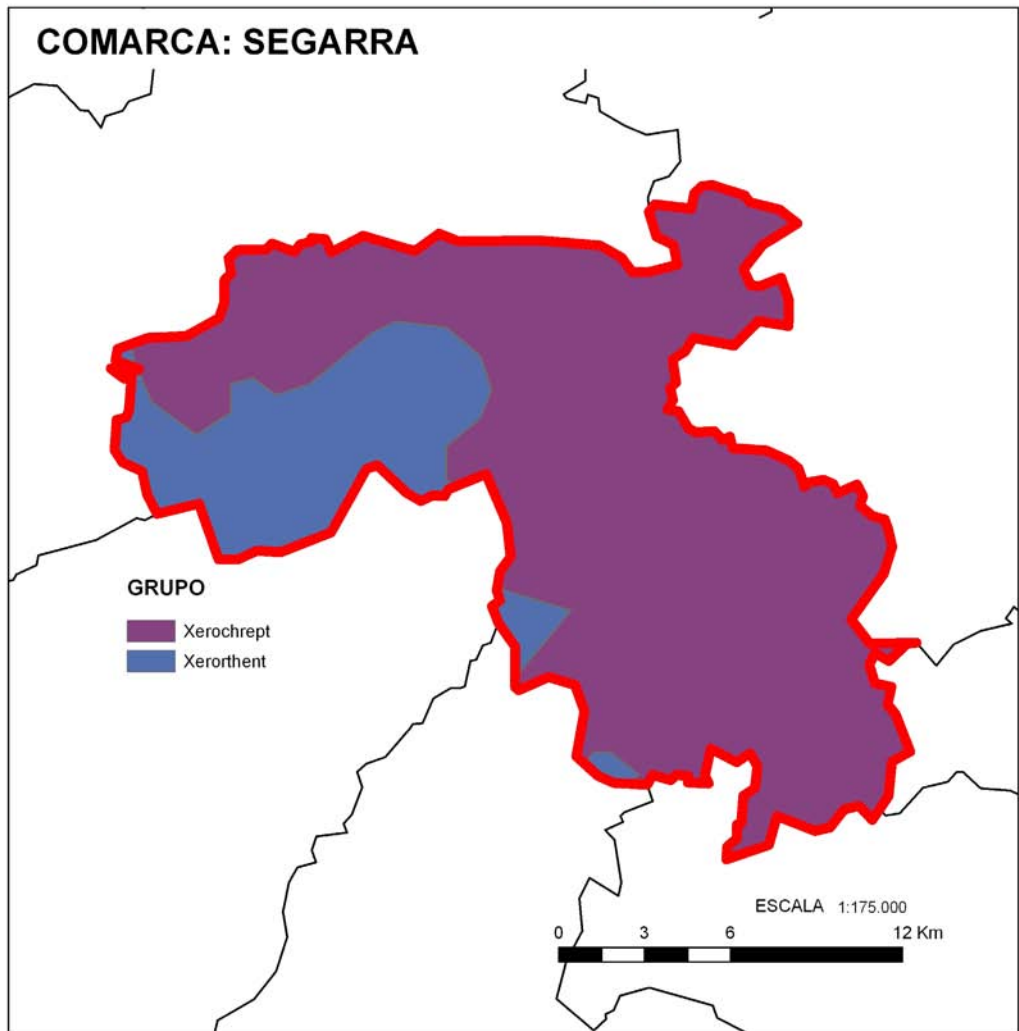 COMARCA: SEGARRA
GRUPO
Xerochrept
Xerorthent
ESCALA 1:175.000
0 3 6 12 Km